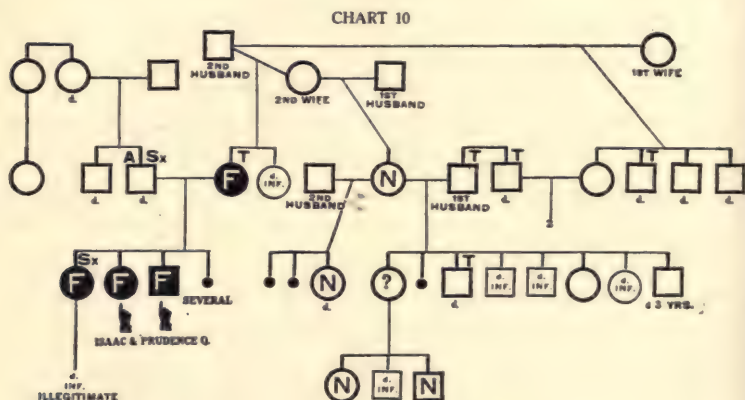 CHART 10
2ND HUSBAND
2ND WIFE
1ST HUSBAND
1ST WIFE
d.
A Sx T T T T
d. d. F d. INF. 2ND HUSBAND N 1ST HUSBAND d. d. d. d.
2
Sx T
F F F SEVERAL N d. ? d. d. INF. d. INF. d. INF. d 3 YRS.
ISAAC & PRUDENCE Q.
d. INF. ILLEGITIMATE
N d. INF. N